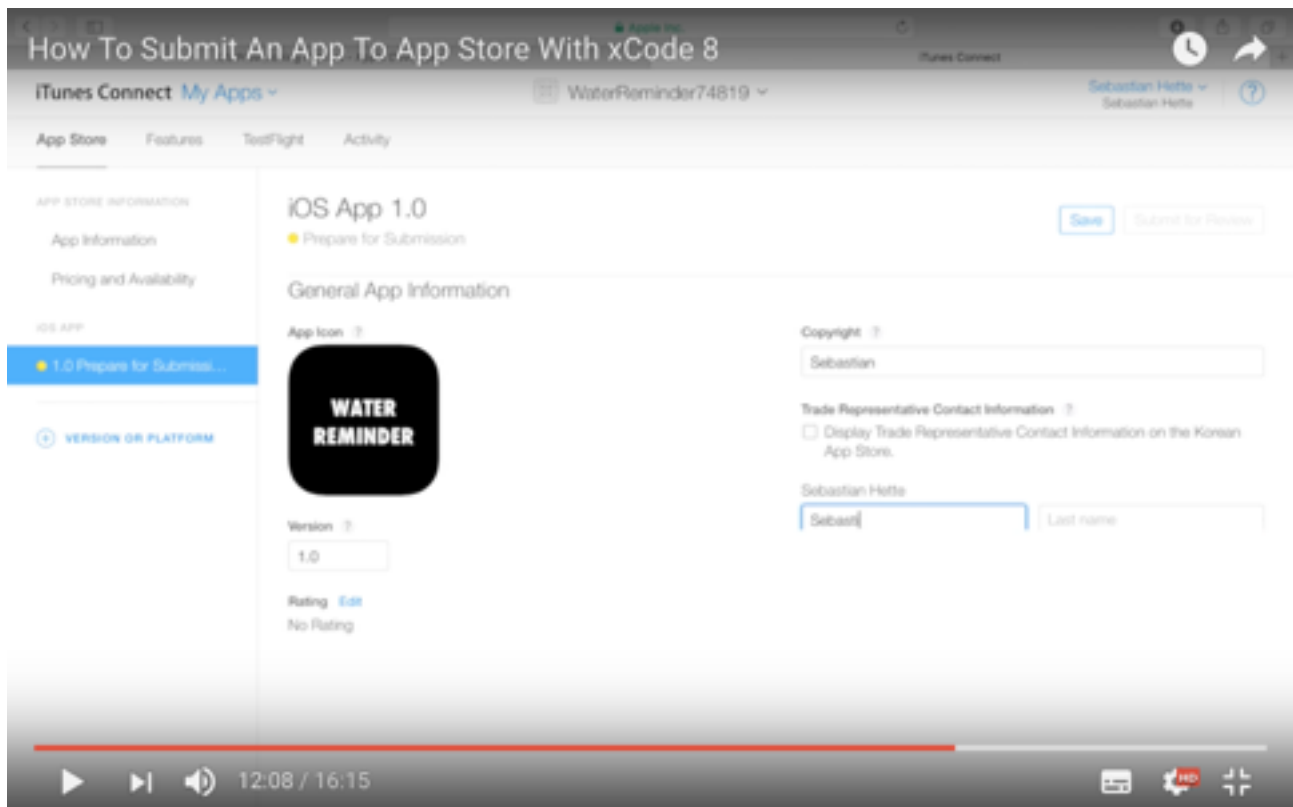 Apple Inc.
How To Submit An App To App Store With xCode 8
iTunes Connect
iTunes Connect My Apps
WaterReminder74819
Sebastian Hette
Sebastian Hette
?
App Store Features TestFlight Activity
APP STORE INFORMATION
App Information
Pricing and Availability
iOS APP
1.0 Prepare for Submissi...
VERSION OR PLATFORM
iOS App 1.0
Prepare for Submission
Save Submit for Review
General App Information
App Icon ?
WATER
REMINDER
Version ?
1.0
Rating Edit
No Rating
Copyright ?
Sebastian
Trade Representative Contact Information ?
Display Trade Representative Contact Information on the Korean
App Store.
Sebastian Hette
Sebasti Last name
12:08 / 16:15
HD